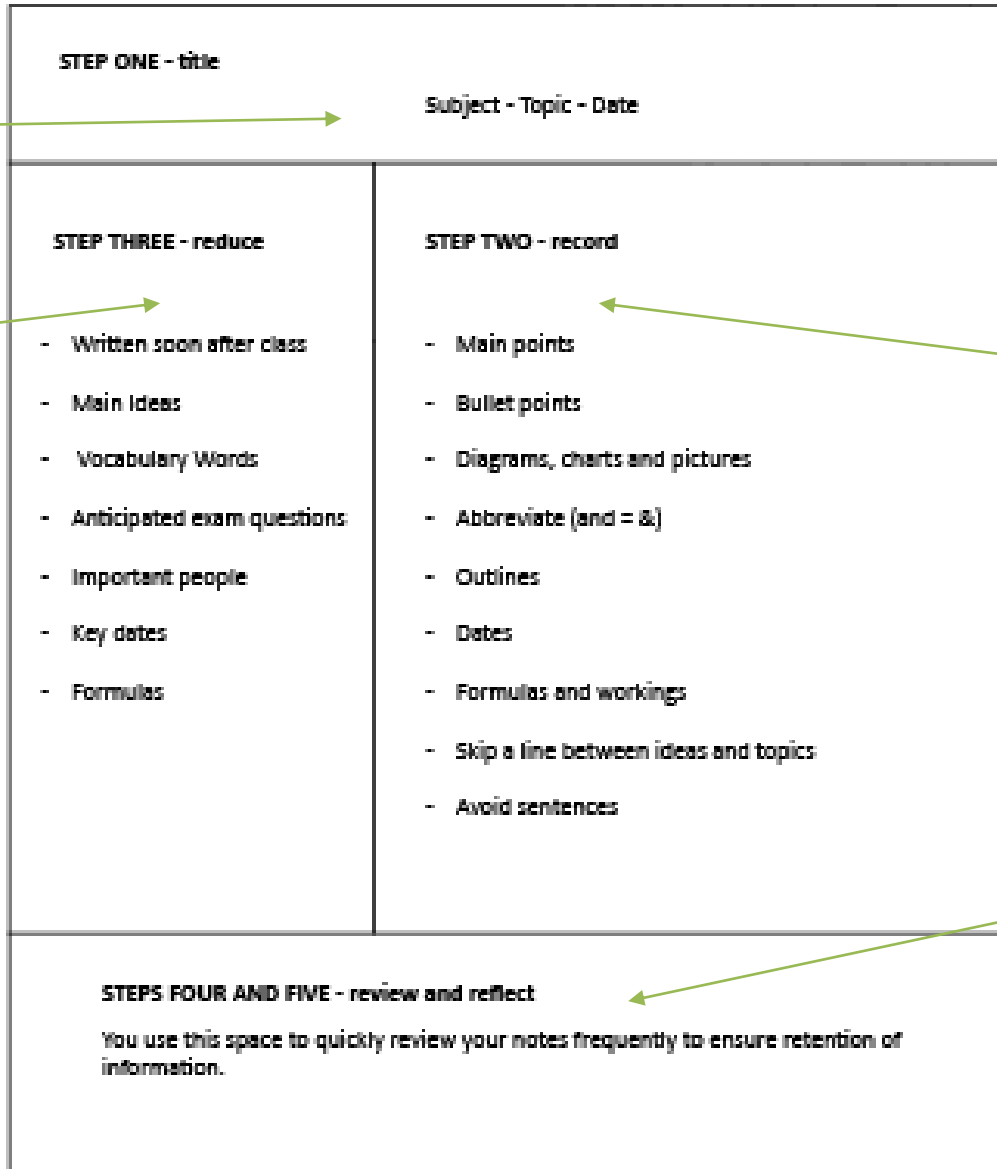 STEP ONE - title
Subject - Topic - Date
STEP THREE - reduce
- Written soon after class
- Main Ideas
- Vocabulary Words
- Anticipated exam questions
- Important people
- Key dates
- Formulas
STEP TWO - record
- Main points
- Bullet points
- Diagrams, charts and pictures
- Abbreviate (and = &)
- Outlines
- Dates
- Formulas and workings
- Skip a line between ideas and topics
- Avoid sentences
STEPS FOUR AND FIVE - review and reflect
You use this space to quickly review your notes frequently to ensure retention of
information.